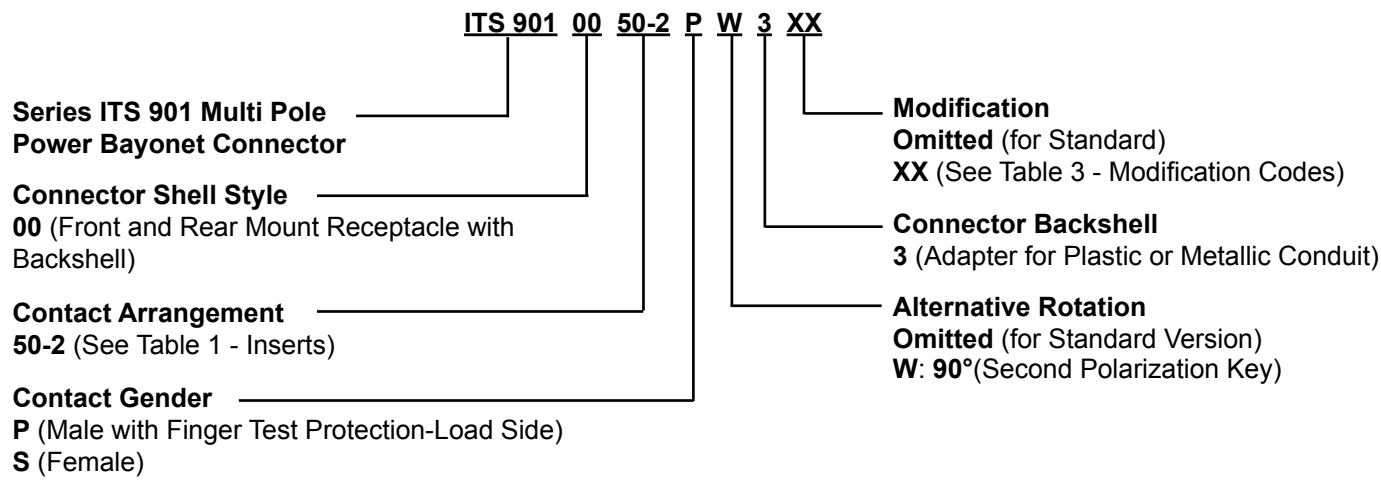 ITS 901 00 50-2 P W 3 XX
Series ITS 901 Multi Pole
Power Bayonet Connector
Connector Shell Style
00 (Front and Rear Mount Receptacle with
Backshell)
Contact Arrangement
50-2 (See Table 1 - Inserts)
Contact Gender
P (Male with Finger Test Protection-Load Side)
S (Female)
Modification
Omitted (for Standard)
XX (See Table 3 - Modification Codes)
Connector Backshell
3 (Adapter for Plastic or Metallic Conduit)
Alternative Rotation
Omitted (for Standard Version)
W: 90°(Second Polarization Key)